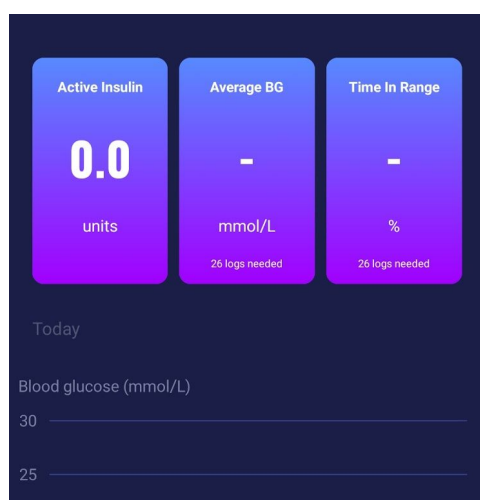 Active Insulin
Average BG
Time In Range
0.0
-
-
units
mmol/L
%
26 logs needed
26 logs needed
Today
Blood glucose (mmol/L)
30
25